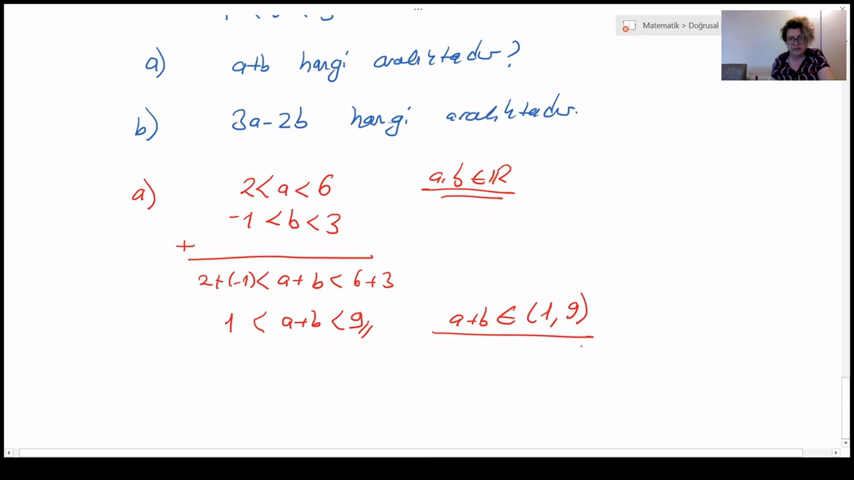 Matematik > Doğrusal
a) a+b hangi aralıktadır?
b) 3a-2b hangi aralıktadır.
a) 2<a<6 a,b ∈ ℝ
-1<b<3
+
2+(-1)< a+b < 6+3
1 < a+b < 9 a+b ∈ (1, 9)